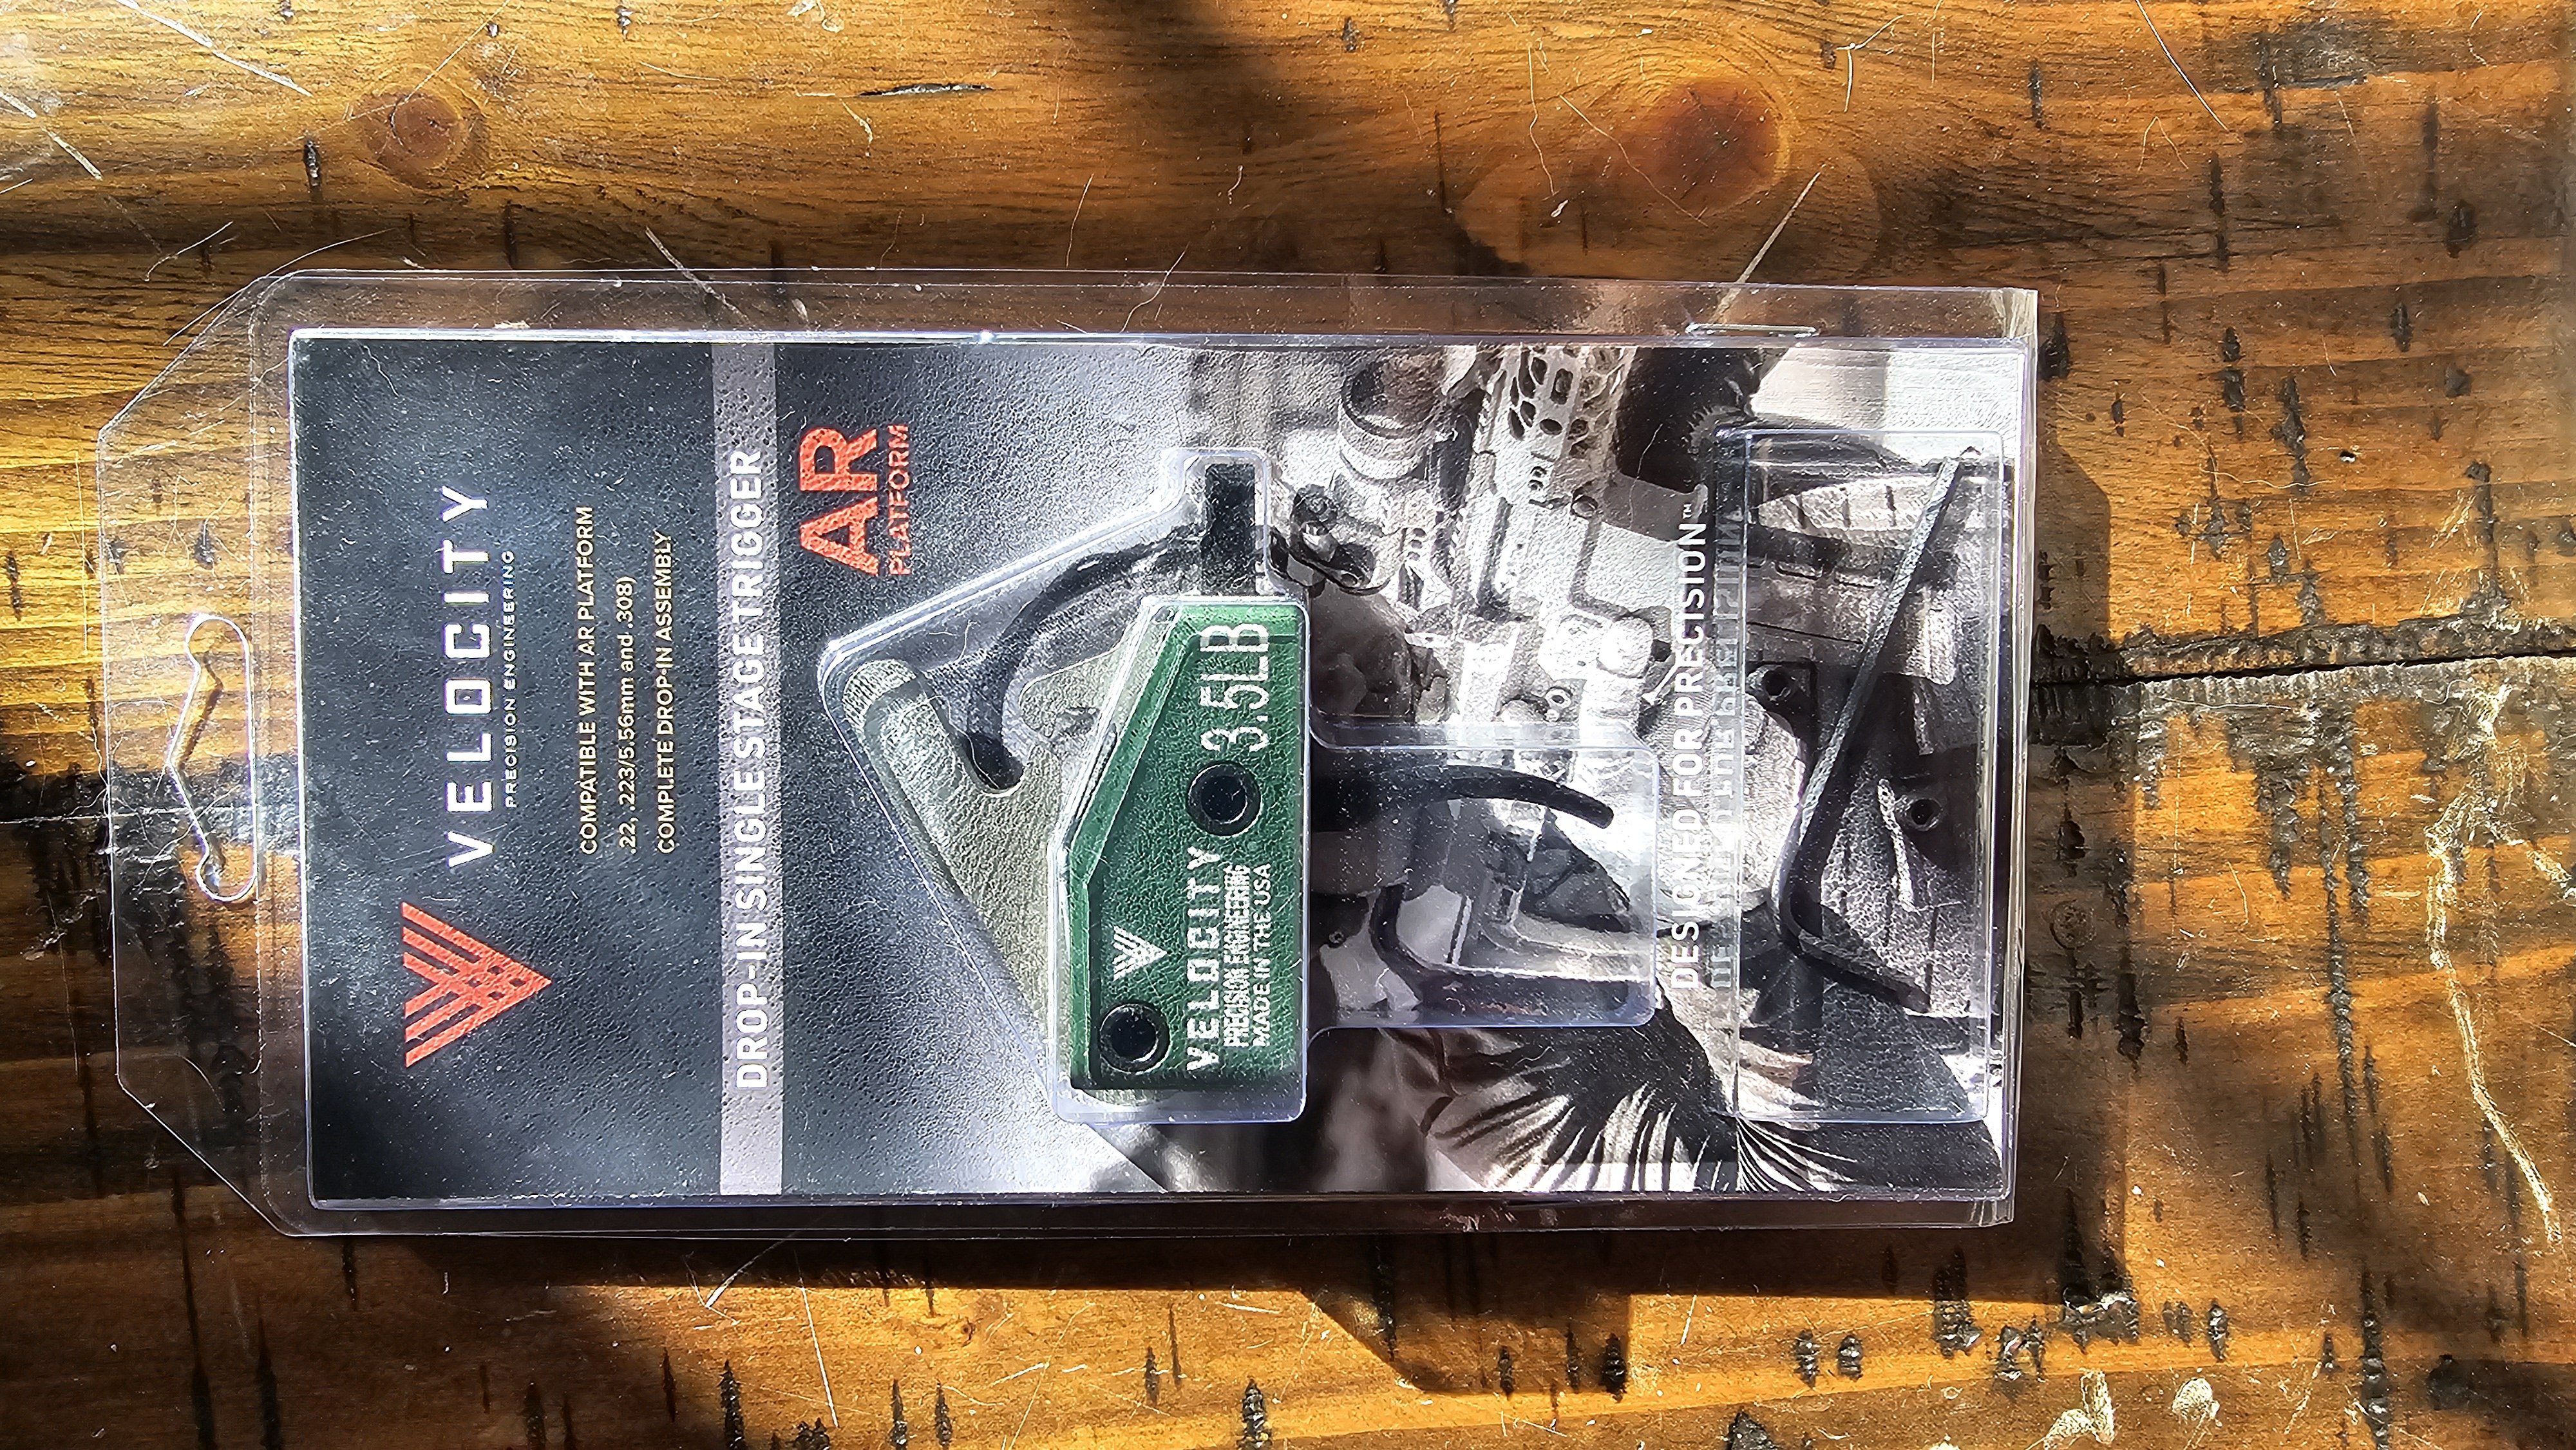 VELOCITY
PRECISION ENGINEERING
COMPATIBLE WITH AR PLATFORM
.22, .223/5.56mm and .308)
COMPLETE DROP-IN ASSEMBLY
DROP-IN SINGLE STAGE TRIGGER
AR
PLATFORM
3.5LB
VELOCITY
PRECISION ENGINEERING
MADE IN THE USA
DESIGNED FOR PRECISION™